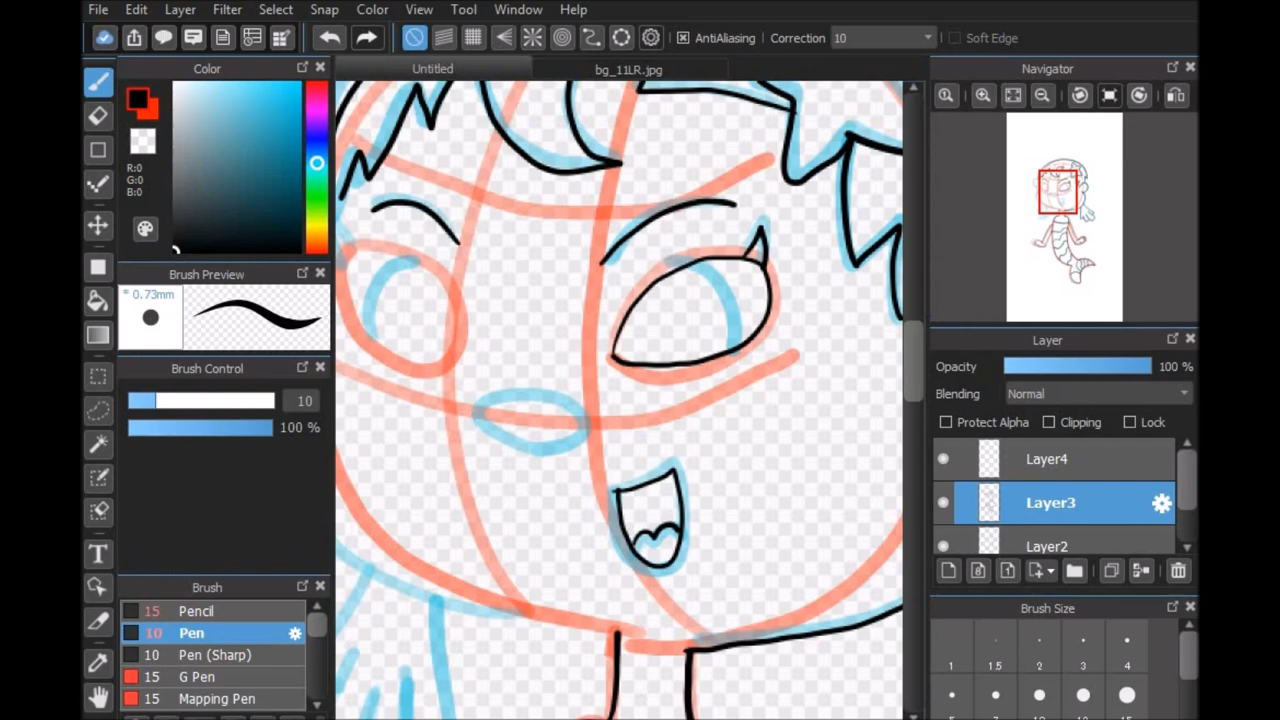 File Edit Layer Filter Select Snap Color View Tool Window Help
AntiAliasing Correction 10 Soft Edge
Color
Untitled
bg_11LR.jpg
Navigator
R:0
G:0
B:0
Brush Preview
* 0.73mm
Brush Control
10
100 %
Layer
Opacity 100 %
Blending Normal
Protect Alpha Clipping Lock
Layer4
Layer3
Layer2
Brush
15 Pencil
10 Pen
10 Pen (Sharp)
15 G Pen
15 Mapping Pen
Brush Size
1 1.5 2 3 4